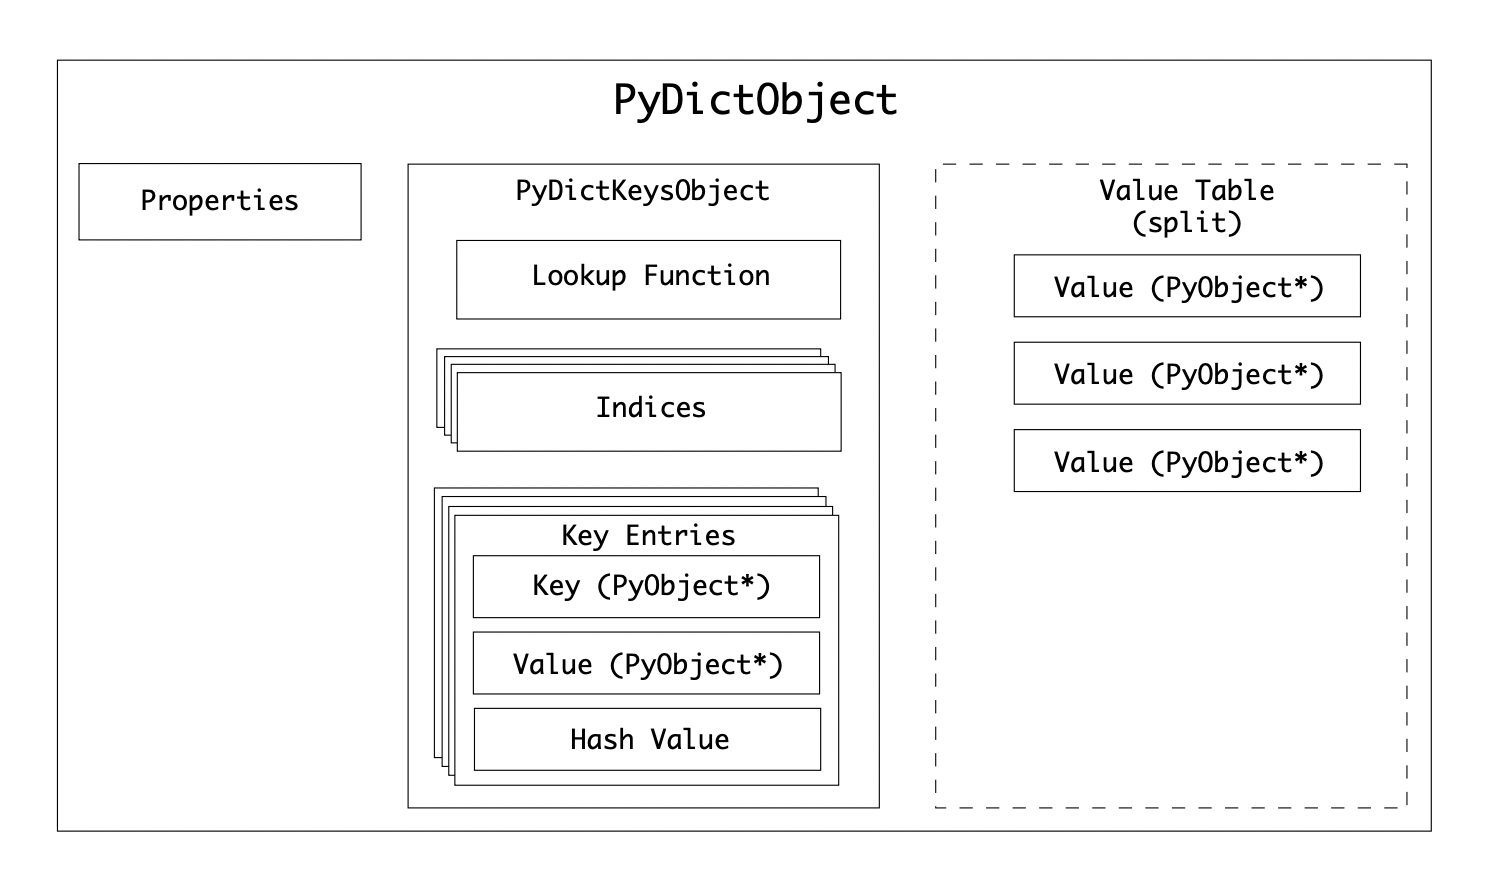 PyDictObject
Properties
PyDictKeysObject
Lookup Function
Indices
Key Entries
Key (PyObject*)
Value (PyObject*)
Hash Value
Value Table
(split)
Value (PyObject*)
Value (PyObject*)
Value (PyObject*)